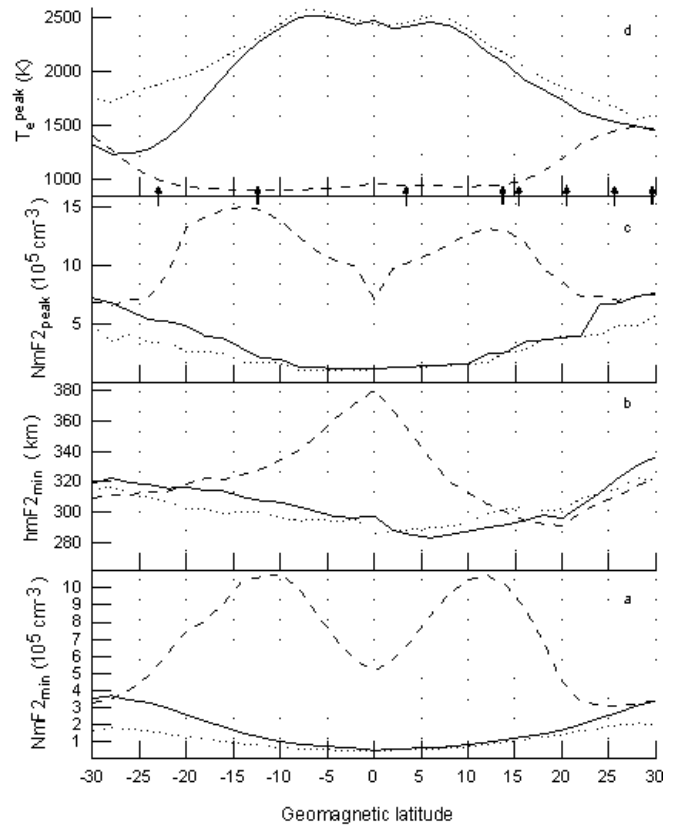 2500
2000
1500
1000
T_e^peak (K)
d
15
10
5
NmF2_peak (10^5 cm^-3)
c
380
360
340
320
300
280
hmF2_min (km)
b
10
9
8
7
6
5
4
3
2
1
NmF2_min (10^5 cm^-3)
a
-30 -25 -20 -15 -10 -5 0 5 10 15 20 25 30
Geomagnetic latitude